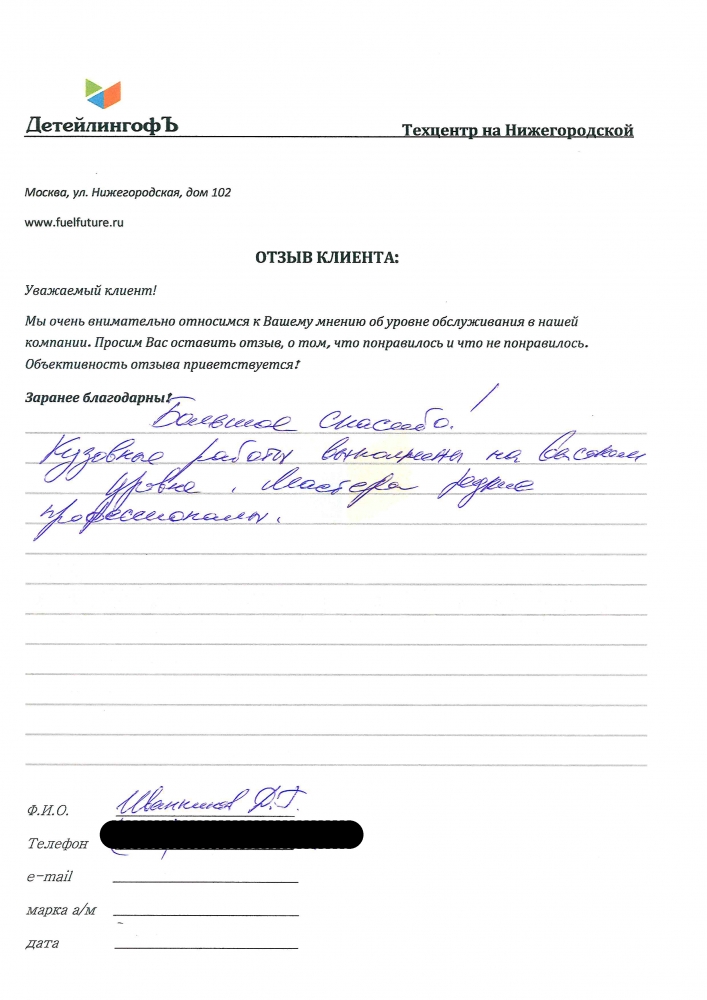 ДетейлингофЪ
Техцентр на Нижегородской
Москва, ул. Нижегородская, дом 102
www.fuelfuture.ru
ОТЗЫВ КЛИЕНТА:
Уважаемый клиент!
Мы очень внимательно относимся к Вашему мнению об уровне обслуживания в нашей
компании. Просим Вас оставить отзыв, о том, что понравилось и что не понравилось.
Объективность отзыва приветствуется!
Заранее благодарны!
Большое спасибо!
Кузовные работы выполнены на высоком
уровне. Мастера редкие
профессионалы.
Ф.И.О. Д.Г.
Телефон
e-mail
марка а/м
дата